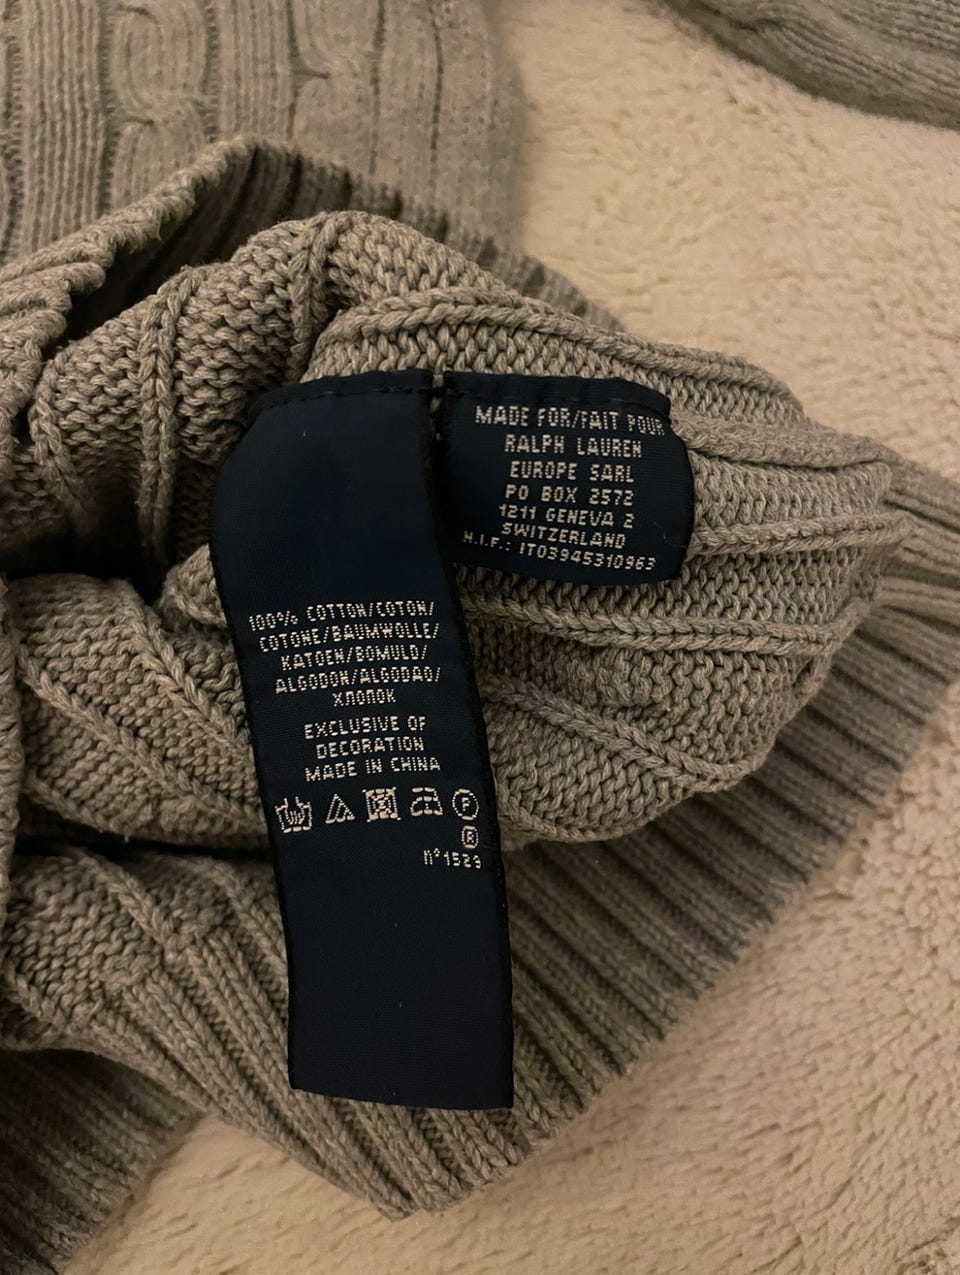 MADE FOR/FAIT POUR
RALPH LAUREN
EUROPE SARL
PO BOX 2572
1211 GENEVA 2
SWITZERLAND
N.I.F.: IT03945310963
100% COTTON/COTON/
COTONE/BAUMWOLLE/
KATOEN/BOMULD/
ALGODON/ALGODAO/
ХЛОПОК
EXCLUSIVE OF
DECORATION
MADE IN CHINA
F
R
n°1529